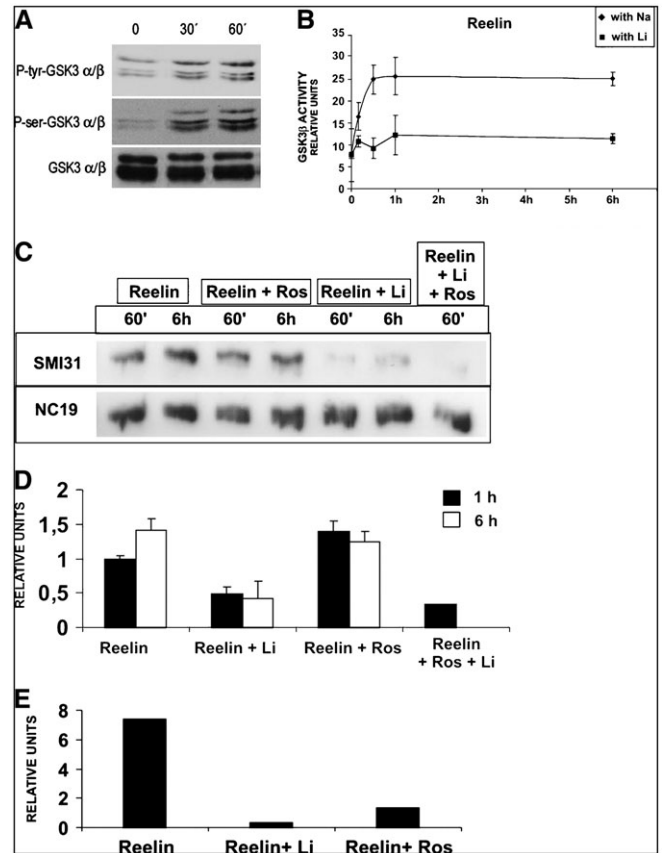 A
0 30´ 60´
P-tyr-GSK3 α/β
P-ser-GSK3 α/β
GSK3 α/β
B
Reelin
with Na
with Li
GSK3β ACTIVITY
RELATIVE UNITS
35
30
25
20
15
10
5
0
0 1h 2h 3h 4h 5h 6h
C
Reelin
Reelin + Ros
Reelin + Li
Reelin
+ Li
+ Ros
60' 6h 60' 6h 60' 6h 60'
SMI31
NC19
D
RELATIVE UNITS
2
1,5
1
0,5
0
1 h
6 h
Reelin
Reelin + Li
Reelin + Ros
Reelin
+ Ros + Li
E
RELATIVE UNITS
8
6
4
2
0
Reelin
Reelin+ Li
Reelin+ Ros